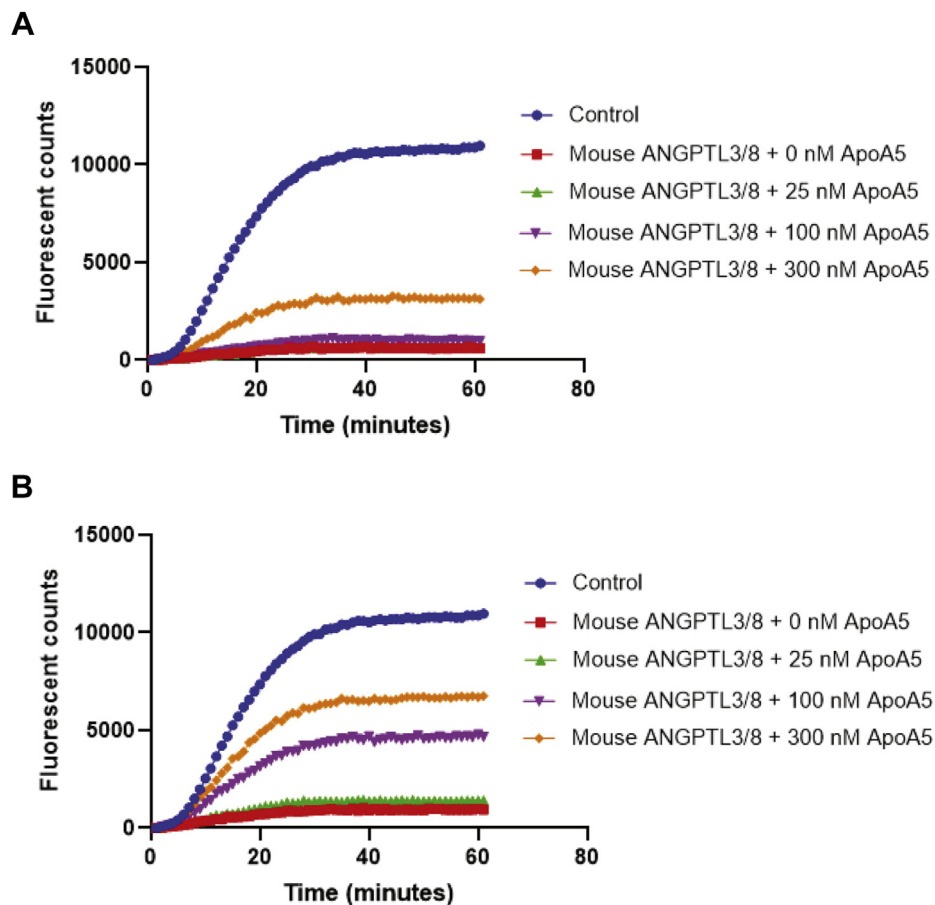 A
15000
10000
5000
0
Fluorescent counts
0 20 40 60 80
Time (minutes)
Control
Mouse ANGPTL3/8 + 0 nM ApoA5
Mouse ANGPTL3/8 + 25 nM ApoA5
Mouse ANGPTL3/8 + 100 nM ApoA5
Mouse ANGPTL3/8 + 300 nM ApoA5
B
15000
10000
5000
0
Fluorescent counts
0 20 40 60 80
Time (minutes)
Control
Mouse ANGPTL3/8 + 0 nM ApoA5
Mouse ANGPTL3/8 + 25 nM ApoA5
Mouse ANGPTL3/8 + 100 nM ApoA5
Mouse ANGPTL3/8 + 300 nM ApoA5